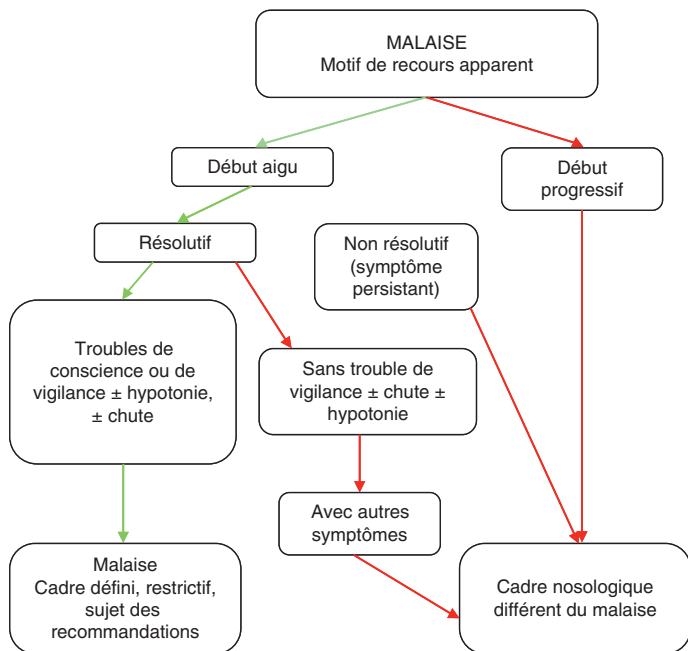 MALAISE
Motif de recours apparent
Début aigu
Début
progressif
Résolutif
Non résolutif
(symptôme
persistant)
Troubles de
conscience ou de
vigilance ± hypotonie,
± chute
Sans trouble de
vigilance ± chute ±
hypotonie
Avec autres
symptômes
Malaise
Cadre défini, restrictif,
sujet des
recommandations
Cadre nosologique
différent du malaise